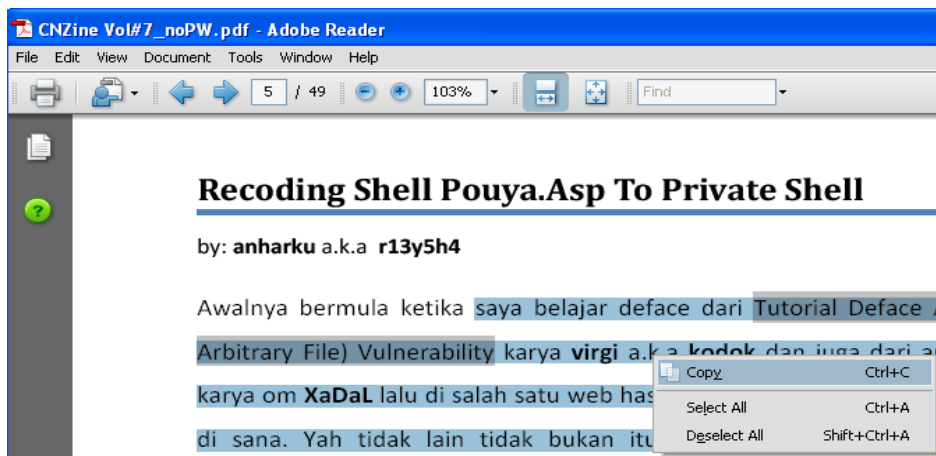 CNZine Vol#7_noPW.pdf - Adobe Reader
File Edit View Document Tools Window Help
5 / 49 103% Find
Recoding Shell Pouya.Asp To Private Shell
by: anharku a.k.a r13y5h4
Awalnya bermula ketika saya belajar deface dari Tutorial Deface
Arbitrary File) Vulnerability karya virgi a.k.a kodok dan juga dari
karya om XaDaL lalu di salah satu web has
di sana. Yah tidak lain tidak bukan itu
Copy Ctrl+C
Select All Ctrl+A
Deselect All Shift+Ctrl+A